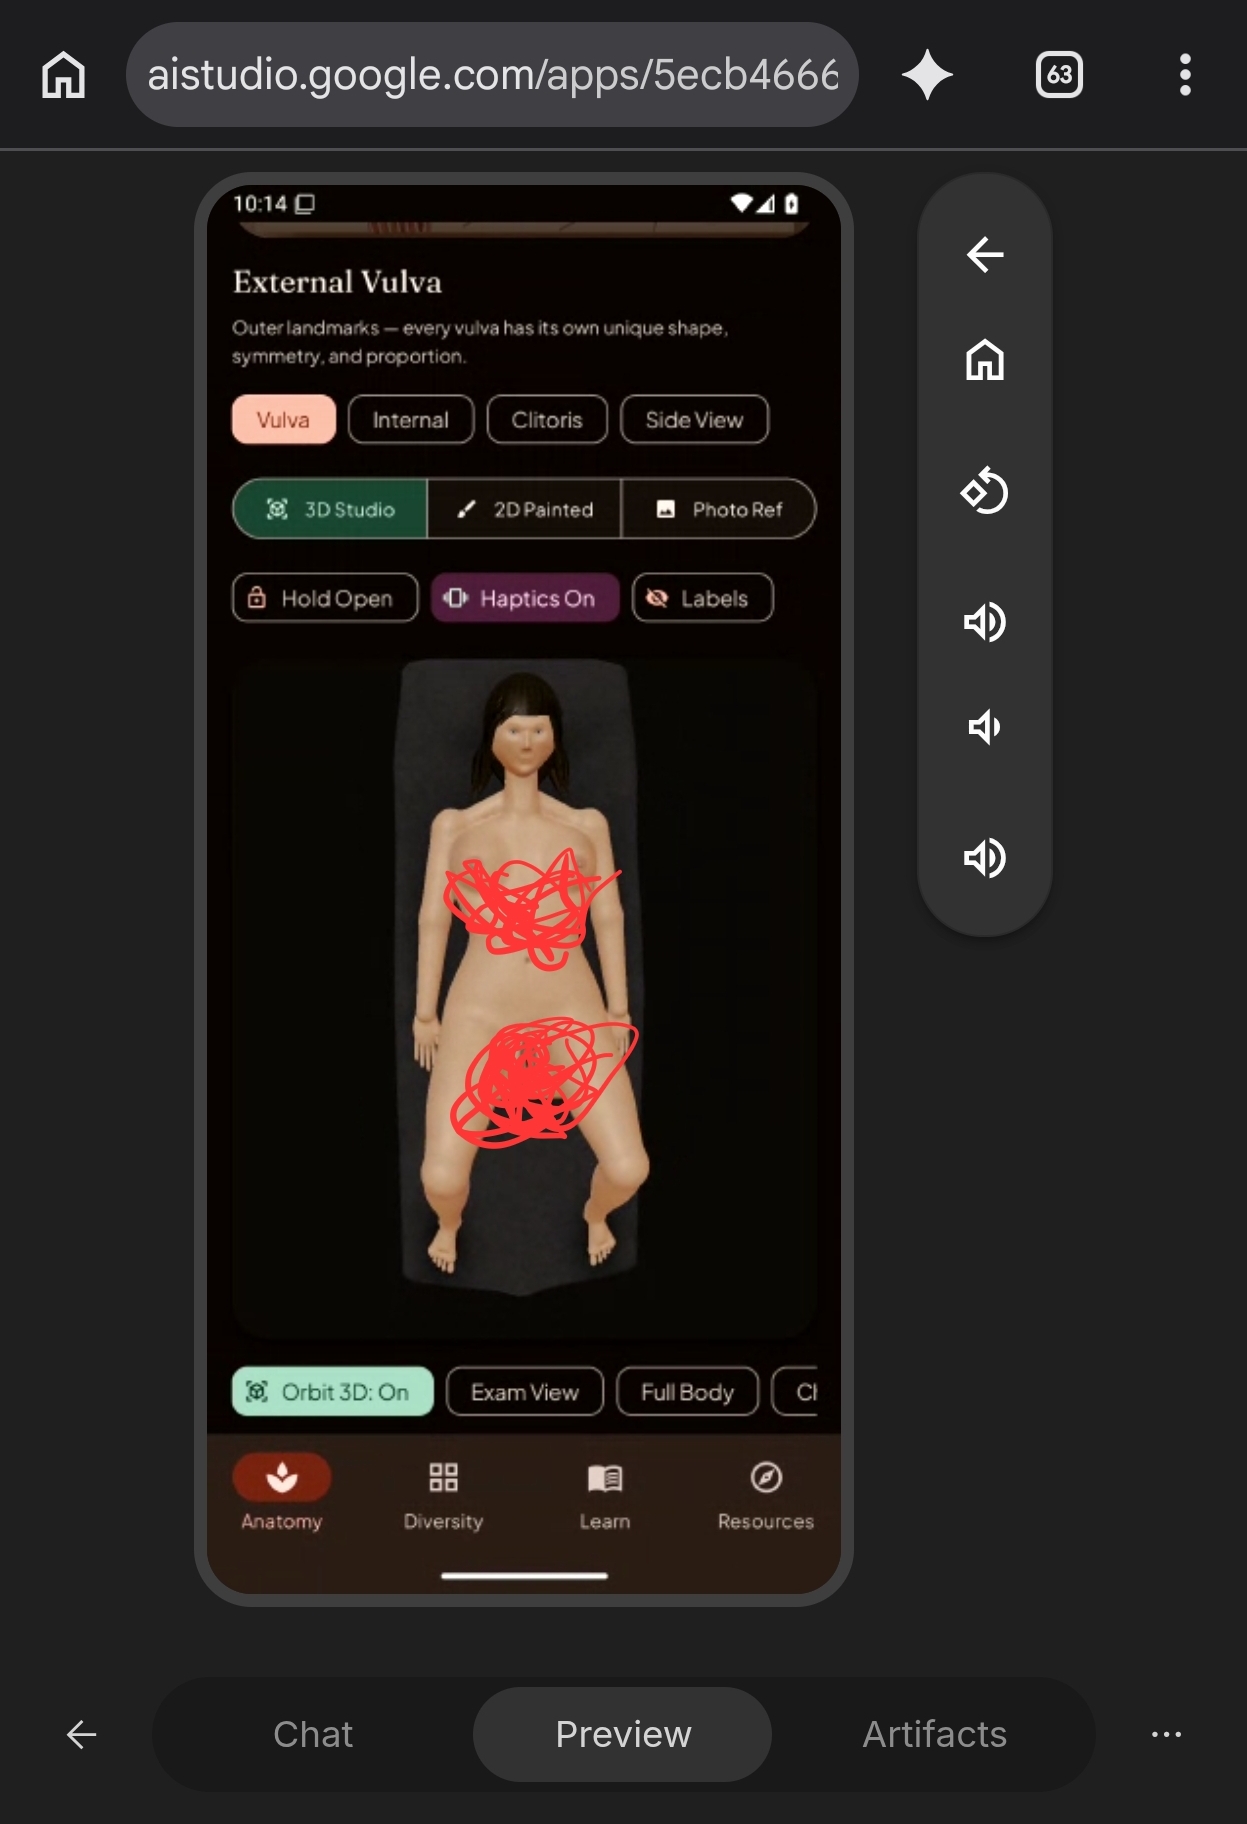 aistudio.google.com/apps/5ecb4666
63
10:14
External Vulva
Outer landmarks — every vulva has its own unique shape,
symmetry, and proportion.
Vulva Internal Clitoris Side View
3D Studio 2D Painted Photo Ref
Hold Open Haptics On Labels
Orbit 3D: On Exam View Full Body
Anatomy Diversity Learn Resources
Chat Preview Artifacts